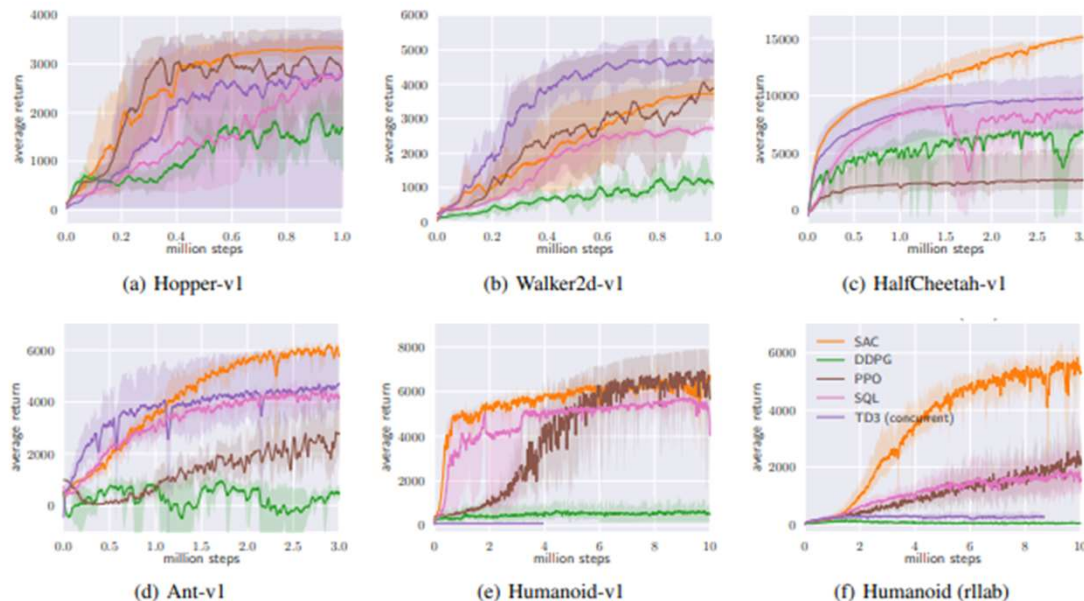 4000
3000
2000
1000
0
average return
0.0 0.2 0.4 0.6 0.8 1.0
million steps
(a) Hopper-v1
6000
5000
4000
3000
2000
1000
0
average return
0.0 0.2 0.4 0.6 0.8 1.0
million steps
(b) Walker2d-v1
15000
10000
5000
0
average return
0.0 0.5 1.0 1.5 2.0 2.5 3.
million steps
(c) HalfCheetah-v1
6000
4000
2000
0
average return
0.0 0.5 1.0 1.5 2.0 2.5 3.0
million steps
(d) Ant-v1
8000
6000
4000
2000
0
average return
0 2 4 6 8 10
million steps
(e) Humanoid-v1
6000
4000
2000
0
average return
SAC
DDPG
PPO
SQL
TD3 (concurrent)
0 2 4 6 8 10
million steps
(f) Humanoid (rllab)